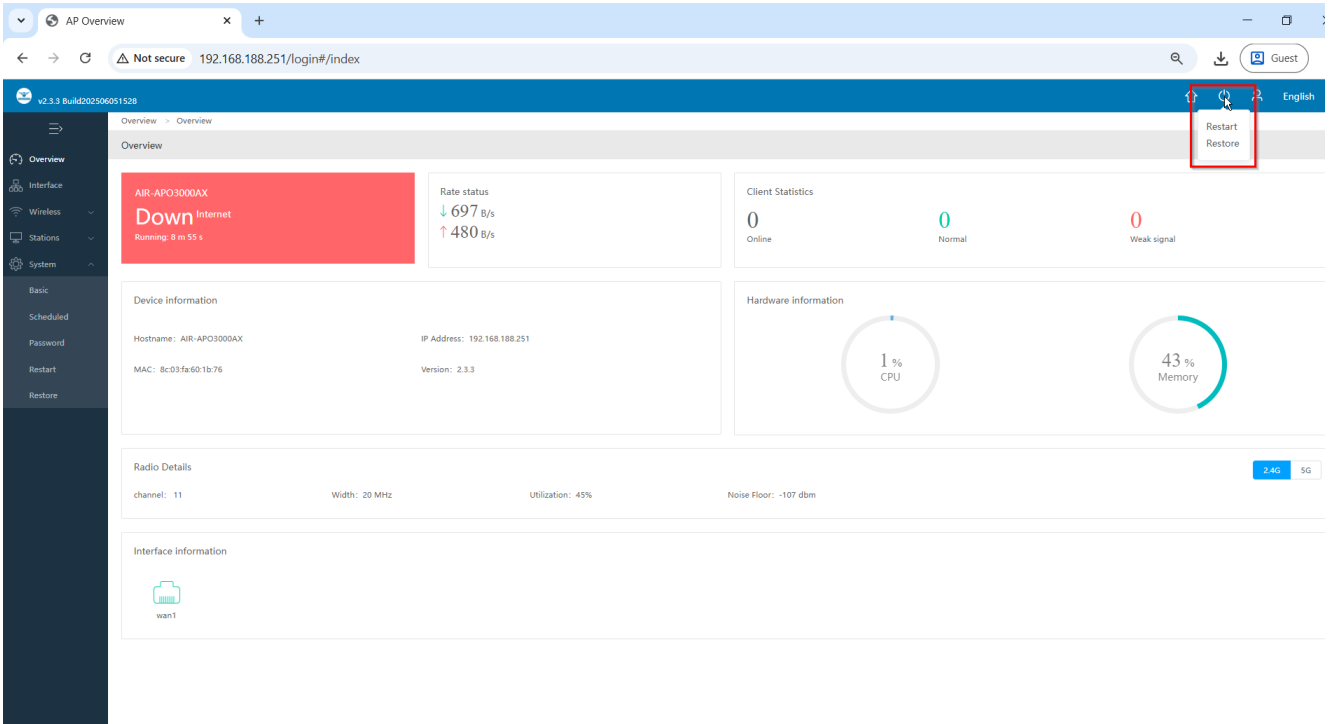 AP Overview
Not secure 192.168.188.251/login#/index Guest
v2.3.3 Build202506051528 English
Restart
Restore
Overview > Overview
Overview
Overview
Interface
Wireless
Stations
System
Basic
Scheduled
Password
Restart
Restore
AIR-APO3000AX
Down Internet
Running: 8 m 55 s
Rate status
↓ 697 B/s
↑ 480 B/s
Client Statistics
0 0 0
Online Normal Weak signal
Device information
Hostname: AIR-APO3000AX IP Address: 192.168.188.251
MAC: 8c:03:fa:60:1b:76 Version: 2.3.3
Hardware information
1 %
CPU
43 %
Memory
Radio Details
2.4G 5G
channel: 11 Width: 20 MHz Utilization: 45% Noise Floor: -107 dbm
Interface information
wan1